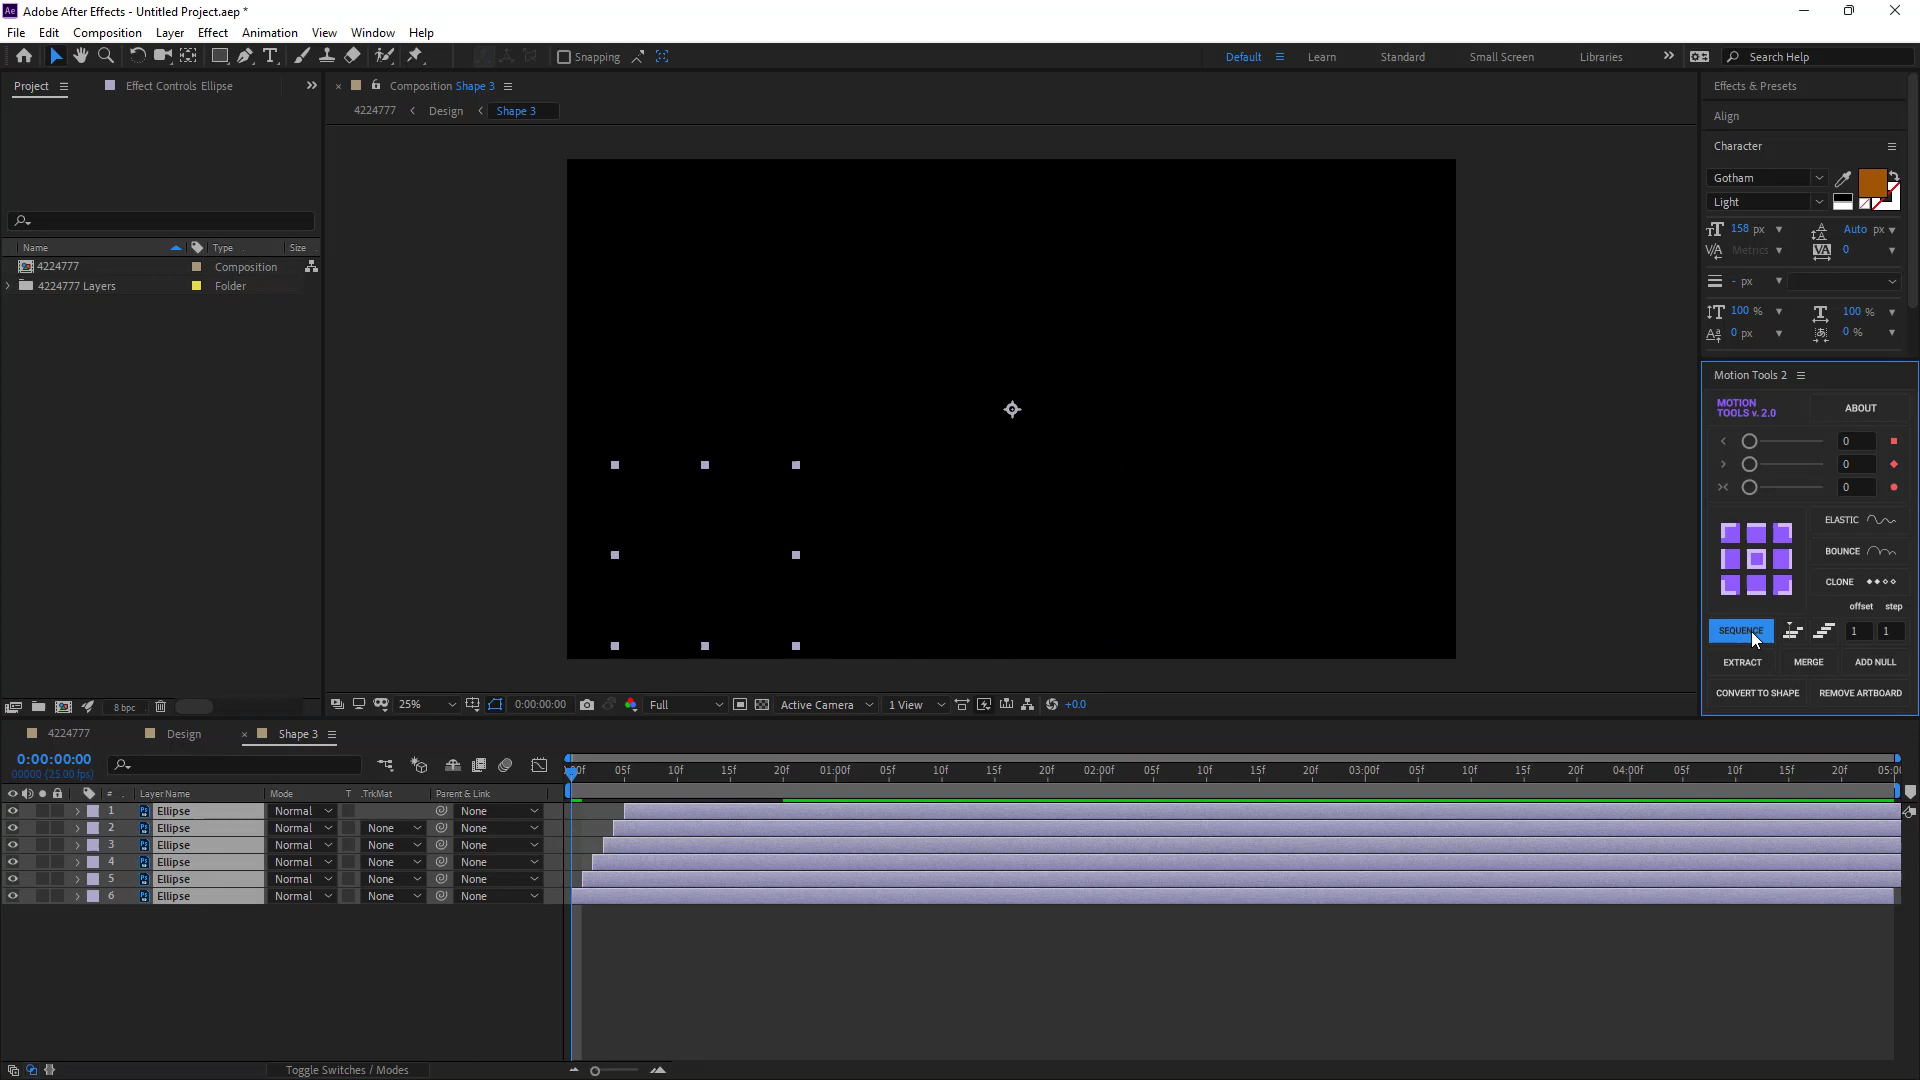 Adobe After Effects - Untitled Project.aep *
File Edit Composition Layer Effect Animation View Window Help
Snapping
Default Learn Standard Small Screen Libraries Search Help
Project Effect Controls Ellipse
Composition Shape 3
4224777 Design Shape 3
Name Type Size
4224777 Composition
4224777 Layers Folder
8 bpc
25% 0:00:00:00 Full Active Camera 1 View +0.0
Effects & Presets
Align
Character
Gotham
Light
158 px Auto px
Metrics 0
- px
100 % 100 %
0 px 0 %
Motion Tools 2
MOTION
TOOLS v. 2.0
ABOUT
0
0
0
ELASTIC
BOUNCE
CLONE
offset step
SEQUENCE 1 1
EXTRACT MERGE ADD NULL
CONVERT TO SHAPE REMOVE ARTBOARD
4224777 Design Shape 3
0:00:00:00
00000 (25.00 fps)
05f 10f 15f 20f 01:00f 05f 10f 15f 20f 02:00f 05f 10f 15f 20f 03:00f 05f 10f 15f 20f 04:00f 05f 10f 15f 20f
# Layer Name Mode T .TrkMat Parent & Link
1 Ellipse Normal None
2 Ellipse Normal None None
3 Ellipse Normal None None
4 Ellipse Normal None None
5 Ellipse Normal None None
6 Ellipse Normal None None
Toggle Switches / Modes